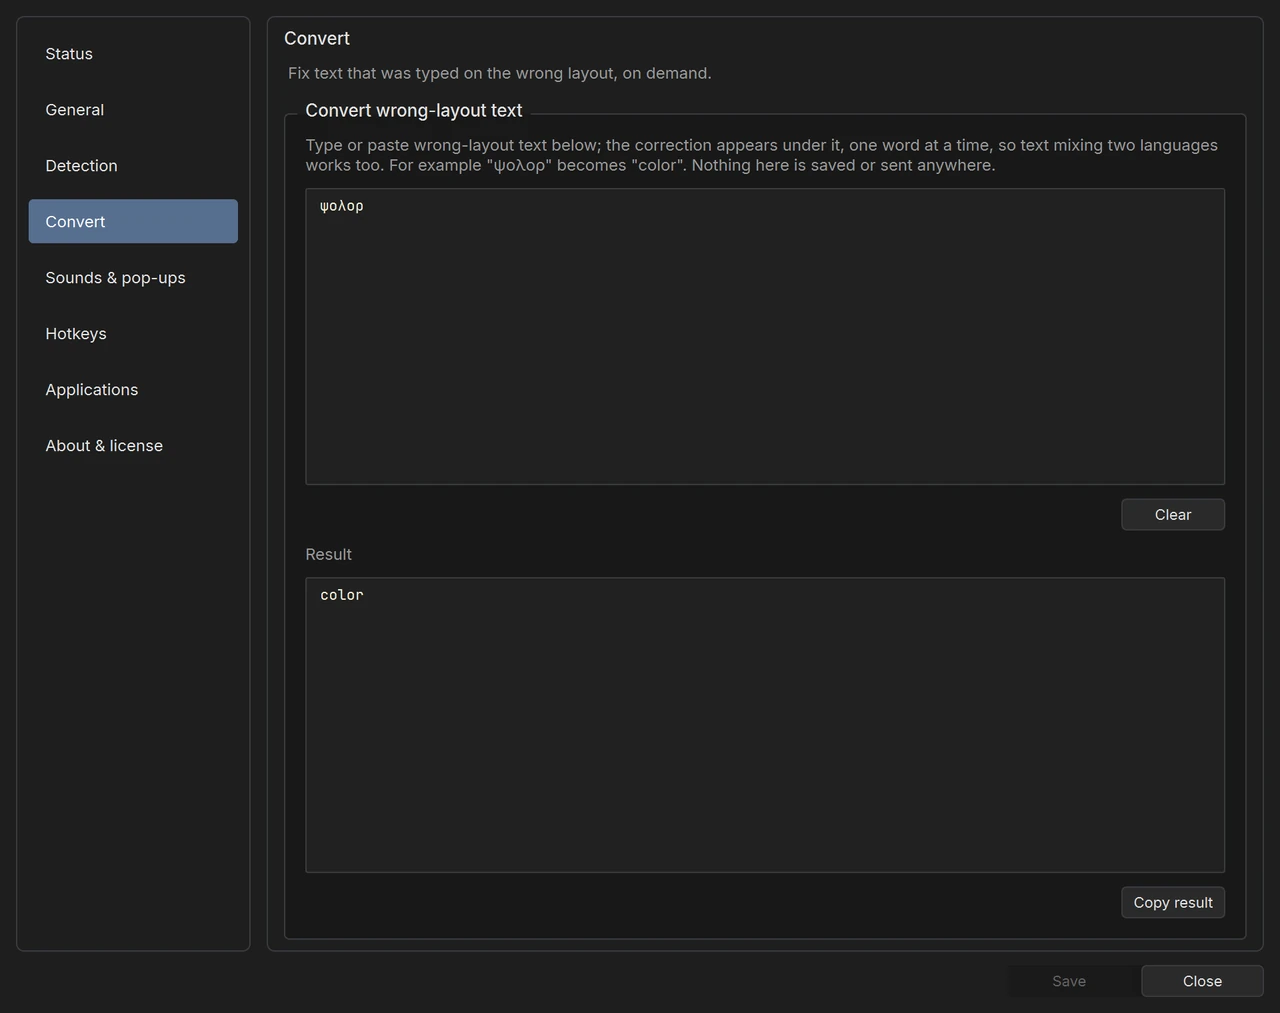 Status
General
Detection
Convert
Sounds & pop-ups
Hotkeys
Applications
About & license
Convert
Fix text that was typed on the wrong layout, on demand.
Convert wrong-layout text
Type or paste wrong-layout text below; the correction appears under it, one word at a time, so text mixing two languages
works too. For example "ψολορ" becomes "color". Nothing here is saved or sent anywhere.
ψολορ
Clear
Result
color
Copy result
Save
Close